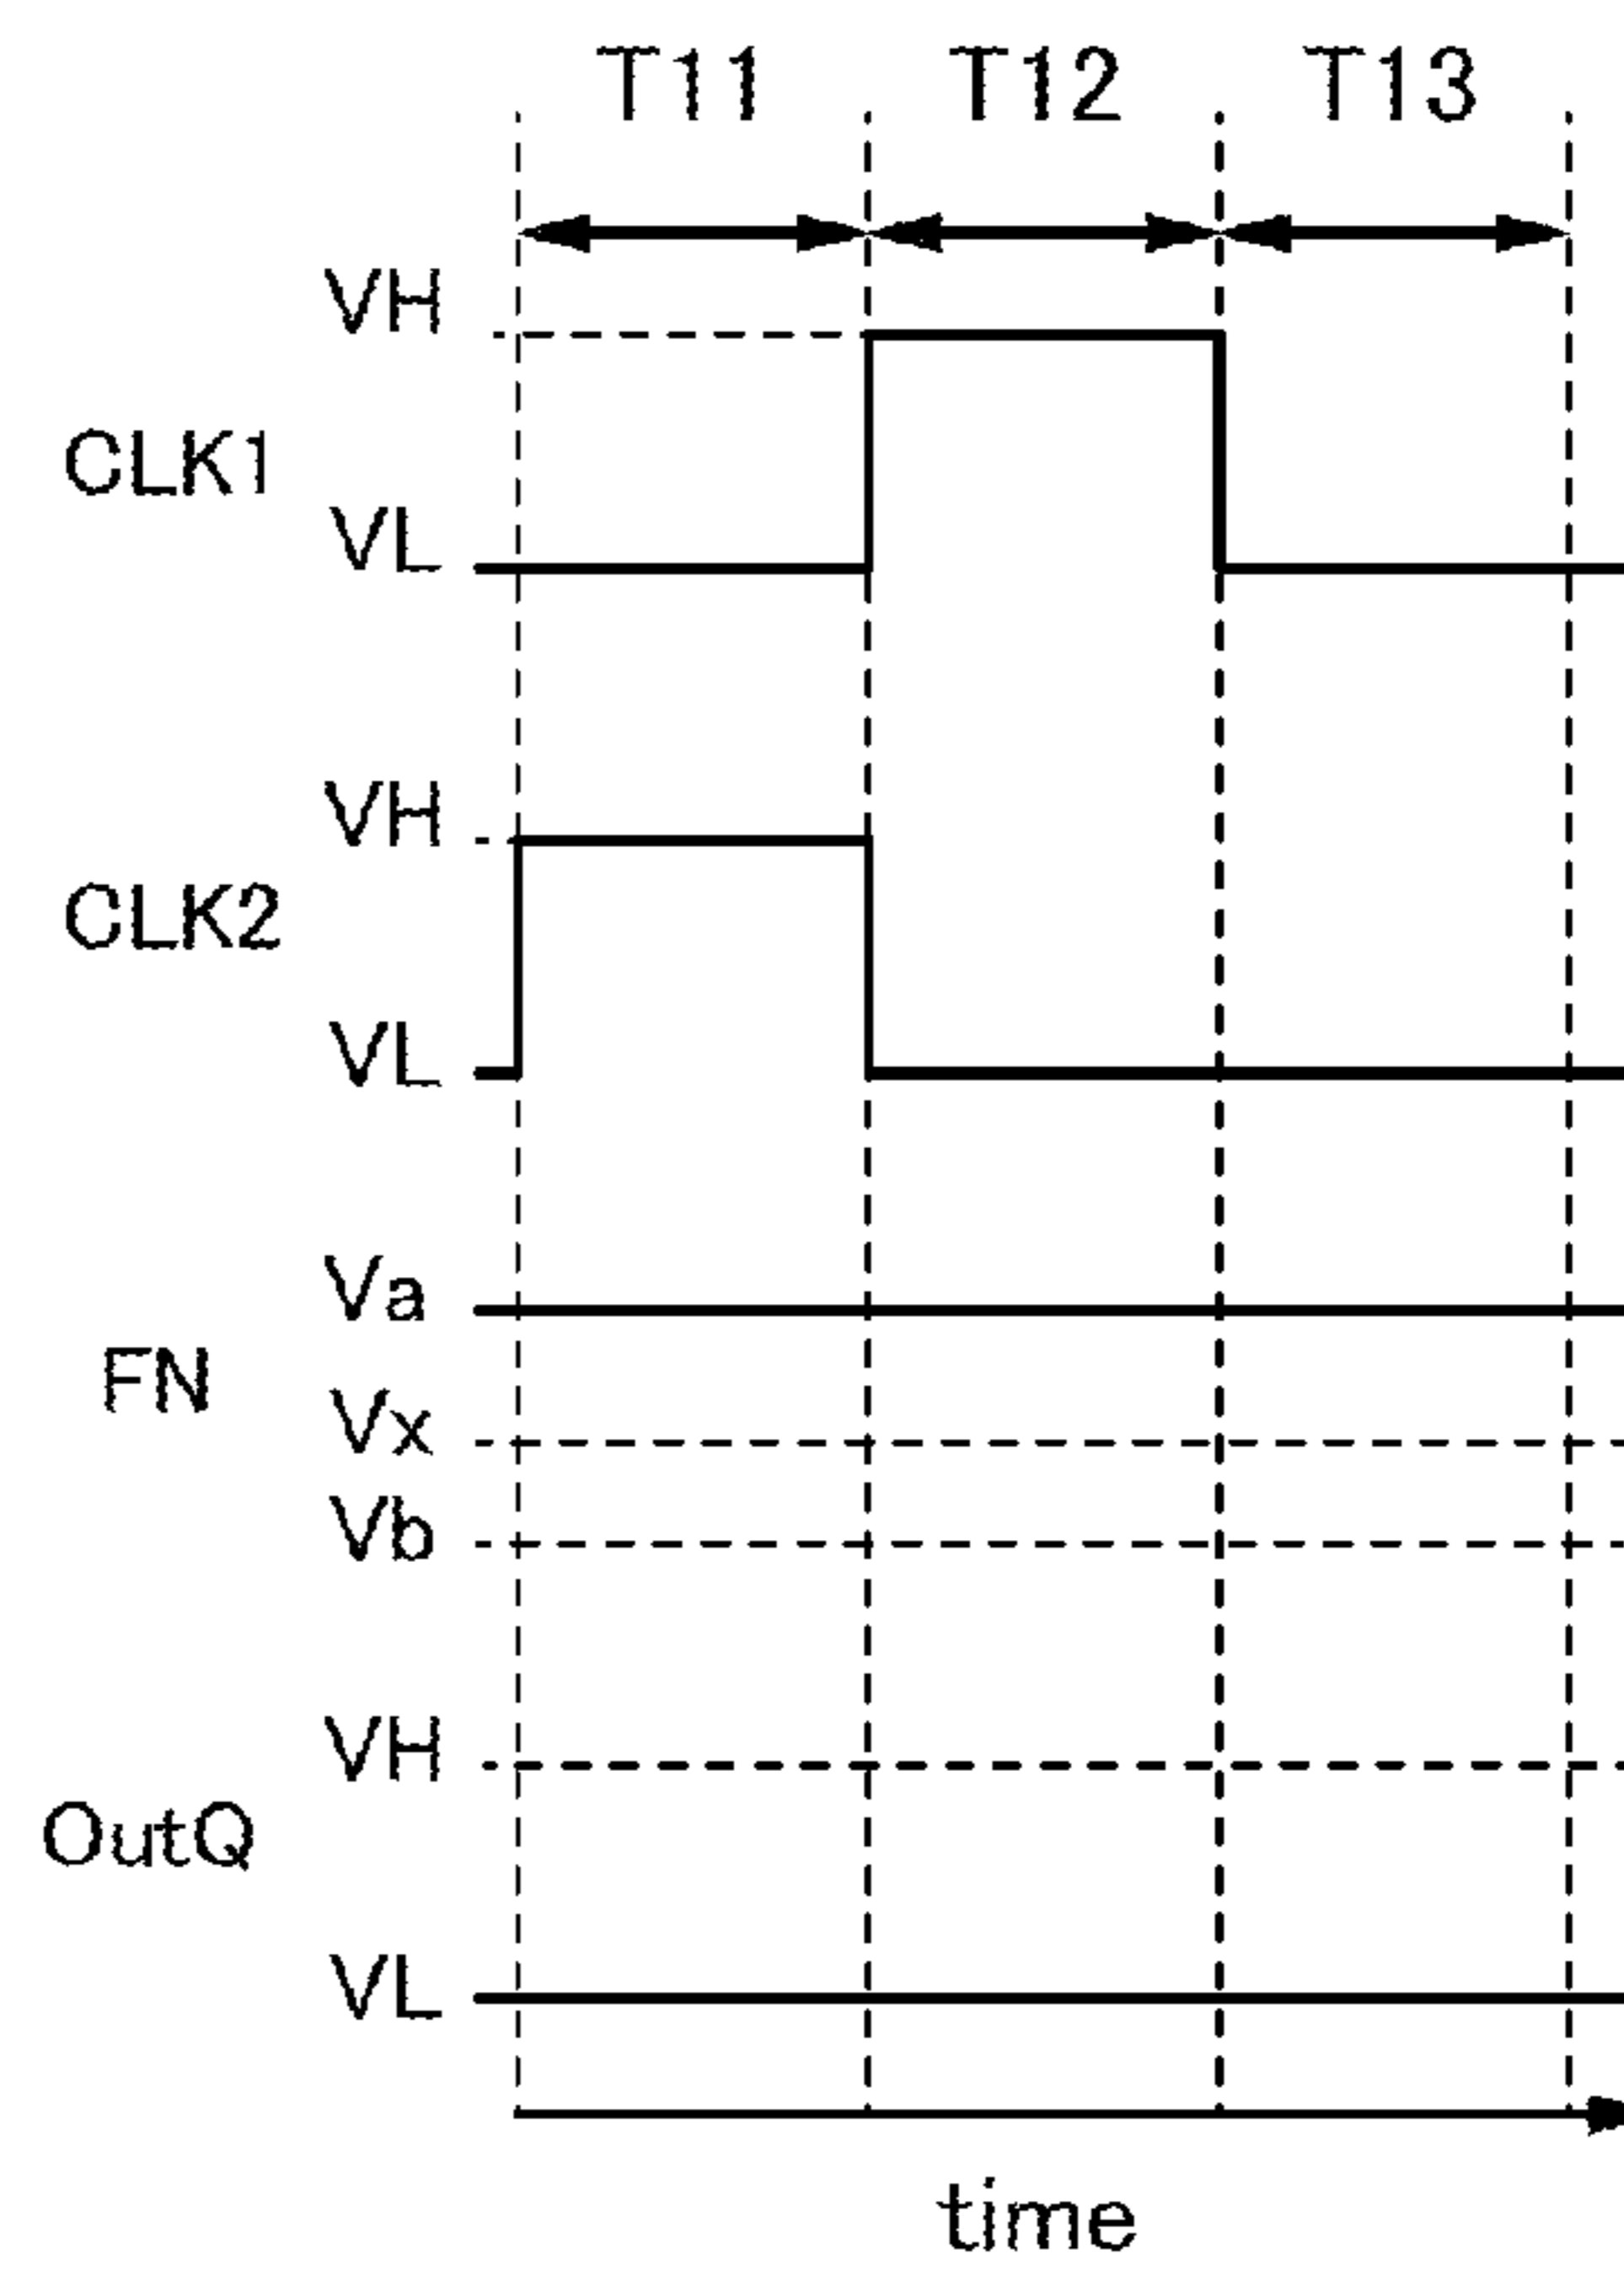 T11 T12 T13
VH
CLK1
VL
VH
CLK2
VL
Va
FN
Vx
Vb
VH
OutQ
VL
time